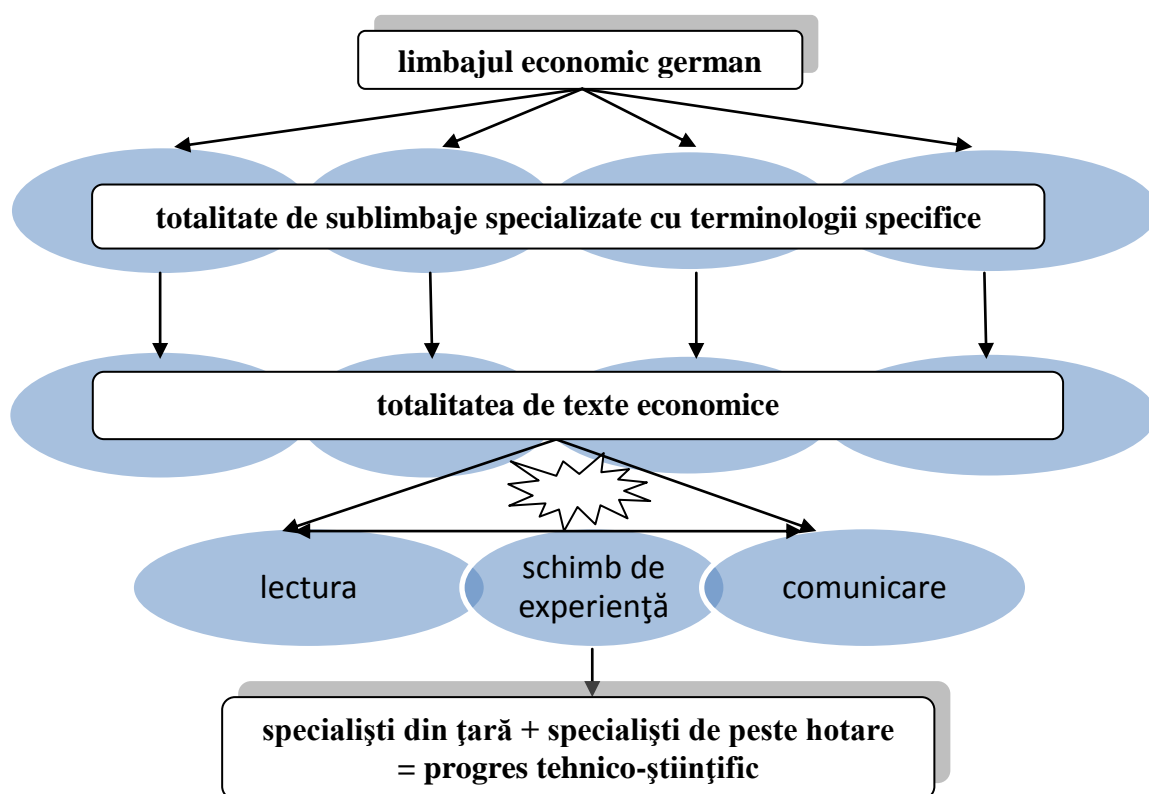 limbajul economic german
totalitate de sublimbaje specializate cu terminologii specifice
totalitatea de texte economice
lectura
schimb de
experienţă
comunicare
specialişti din ţară + specialişti de peste hotare
= progres tehnico-ştiinţific